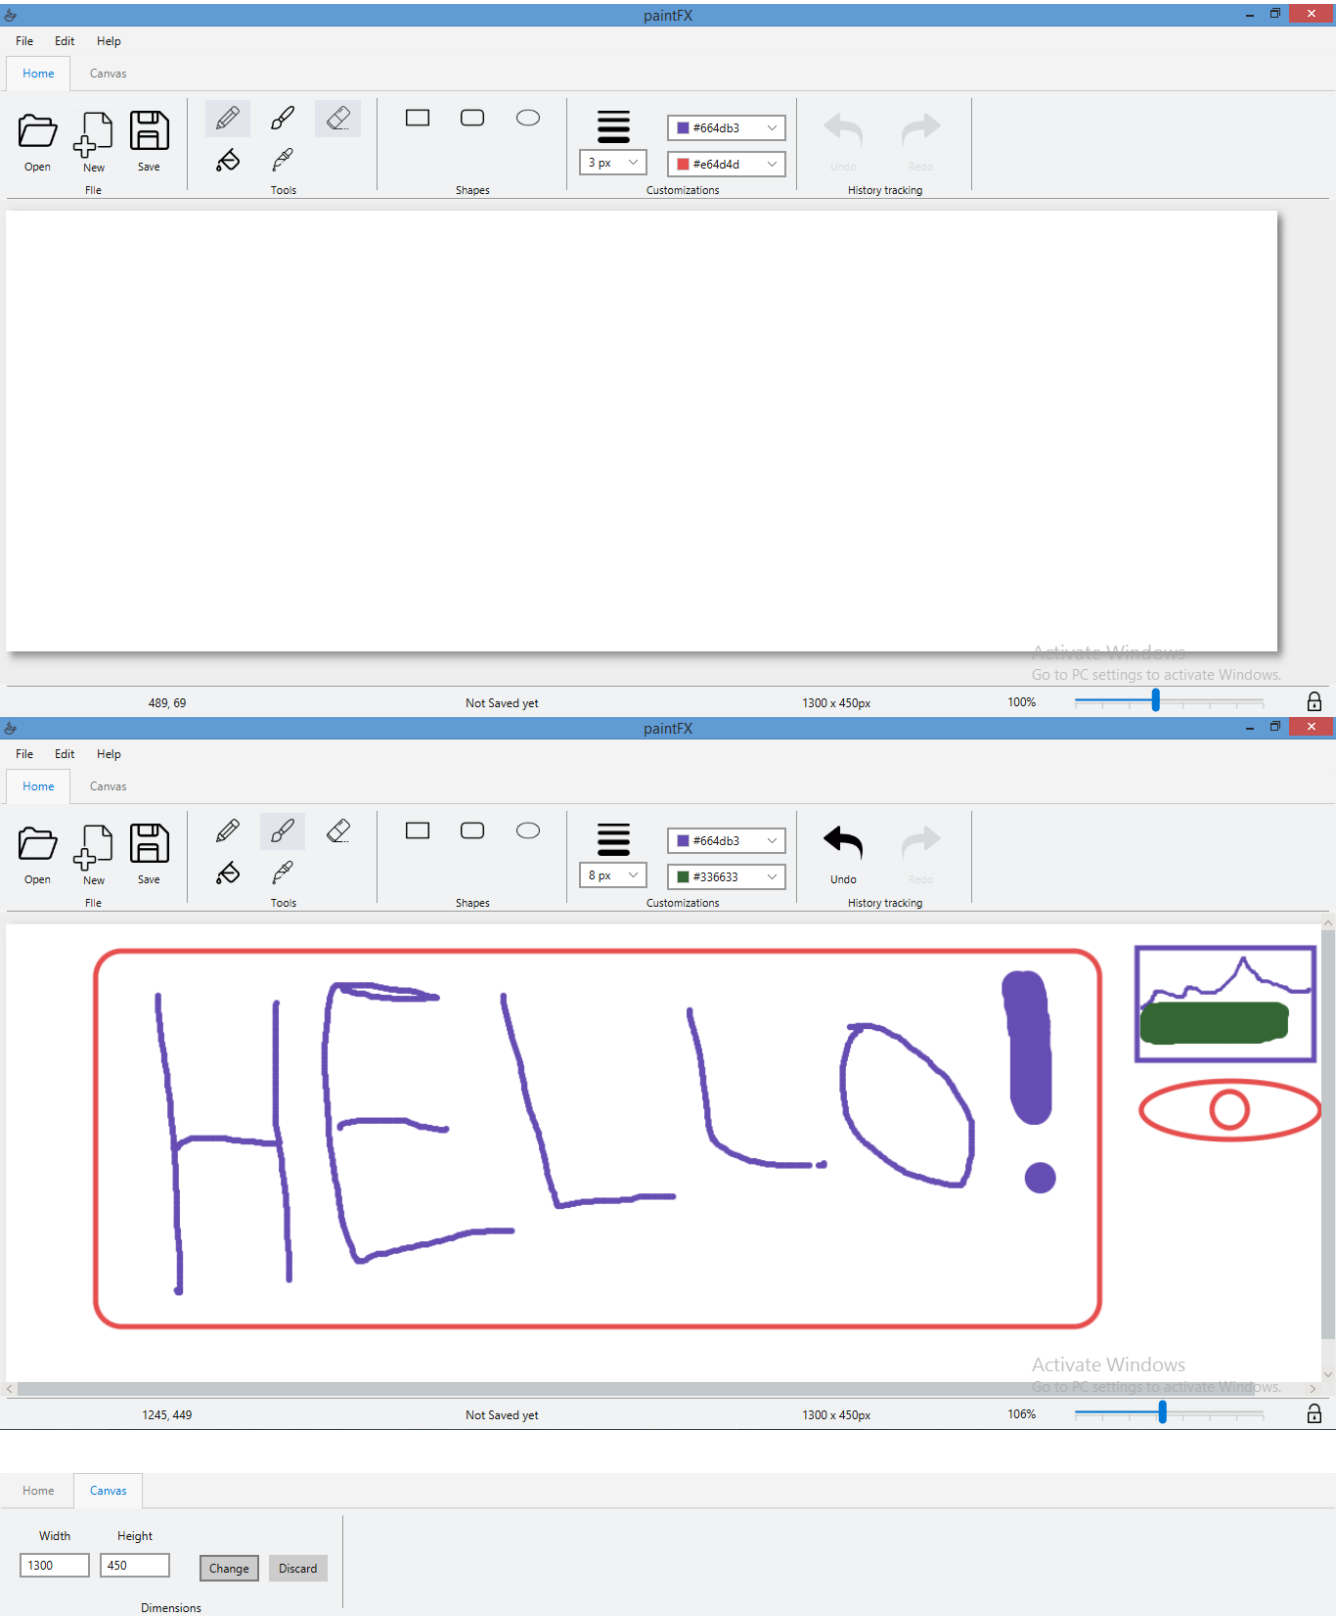 paintFX
File Edit Help
Home Canvas
Open New Save
FIle
Tools
Shapes
3 px
#664db3
#e64d4d
Customizations
Undo Redo
History tracking
Activate Windows
Go to PC settings to activate Windows.
489, 69 Not Saved yet 1300 x 450px 100%
paintFX
File Edit Help
Home Canvas
Open New Save
FIle
Tools
Shapes
8 px
#664db3
#336633
Customizations
Undo Redo
History tracking
HELLO!
Activate Windows
Go to PC settings to activate Windows.
1245, 449 Not Saved yet 1300 x 450px 106%
Home Canvas
Width Height
1300 450 Change Discard
Dimensions